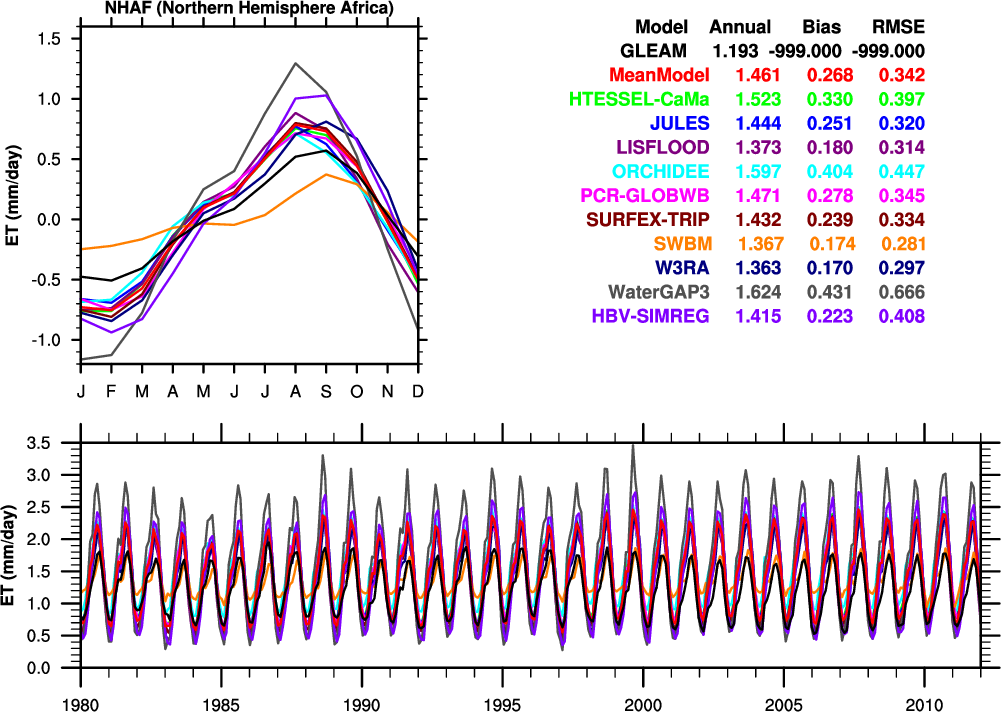 NHAF (Northern Hemisphere Africa)
1.5
1.0
0.5
0.0
-0.5
-1.0
ET (mm/day)
J F M A M J J A S O N D
Model Annual Bias RMSE
GLEAM 1.193 -999.000 -999.000
MeanModel 1.461 0.268 0.342
HTESSEL-CaMa 1.523 0.330 0.397
JULES 1.444 0.251 0.320
LISFLOOD 1.373 0.180 0.314
ORCHIDEE 1.597 0.404 0.447
PCR-GLOBWB 1.471 0.278 0.345
SURFEX-TRIP 1.432 0.239 0.334
SWBM 1.367 0.174 0.281
W3RA 1.363 0.170 0.297
WaterGAP3 1.624 0.431 0.666
HBV-SIMREG 1.415 0.223 0.408
3.5
3.0
2.5
2.0
1.5
1.0
0.5
0.0
ET (mm/day)
1980 1985 1990 1995 2000 2005 2010